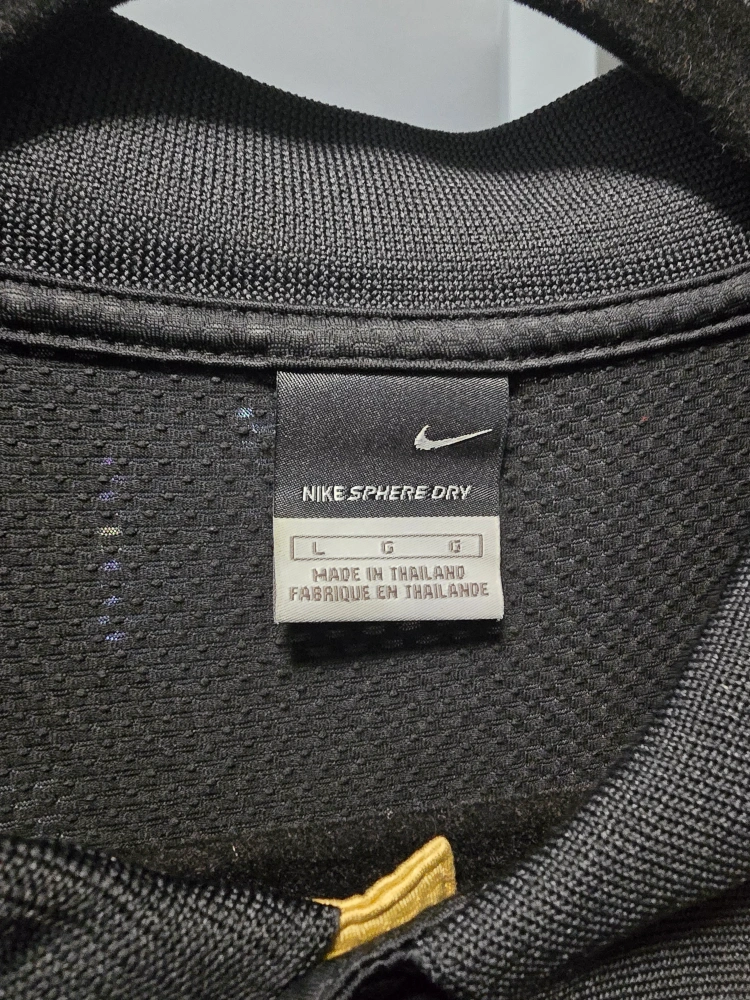 NIKE SPHERE DRY
L G G
MADE IN THAILAND
FABRIQUE EN THAILANDE